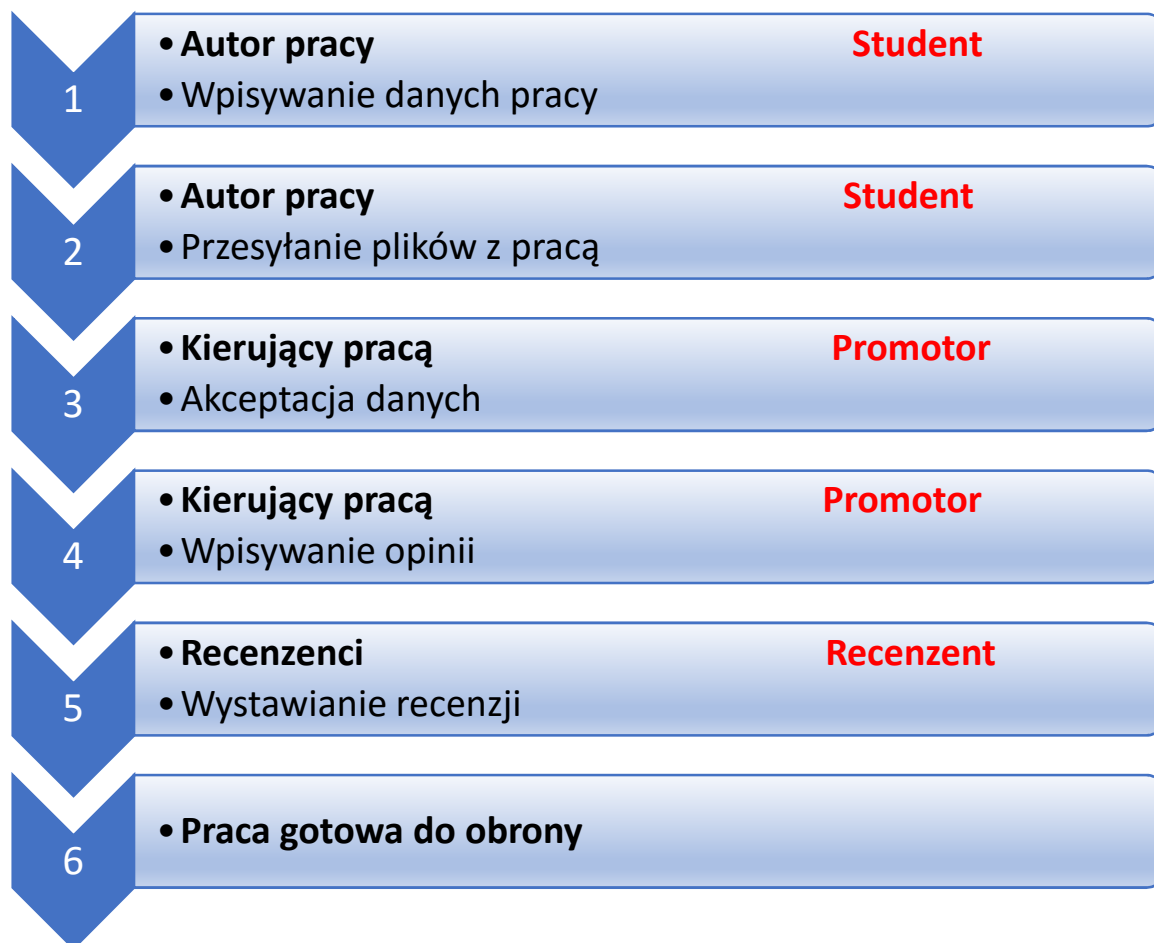 1
• Autor pracy Student
• Wpisywanie danych pracy
2
• Autor pracy Student
• Przesyłanie plików z pracą
3
• Kierujący pracą Promotor
• Akceptacja danych
4
• Kierujący pracą Promotor
• Wpisywanie opinii
5
• Recenzenci Recenzent
• Wystawianie recenzji
6
• Praca gotowa do obrony